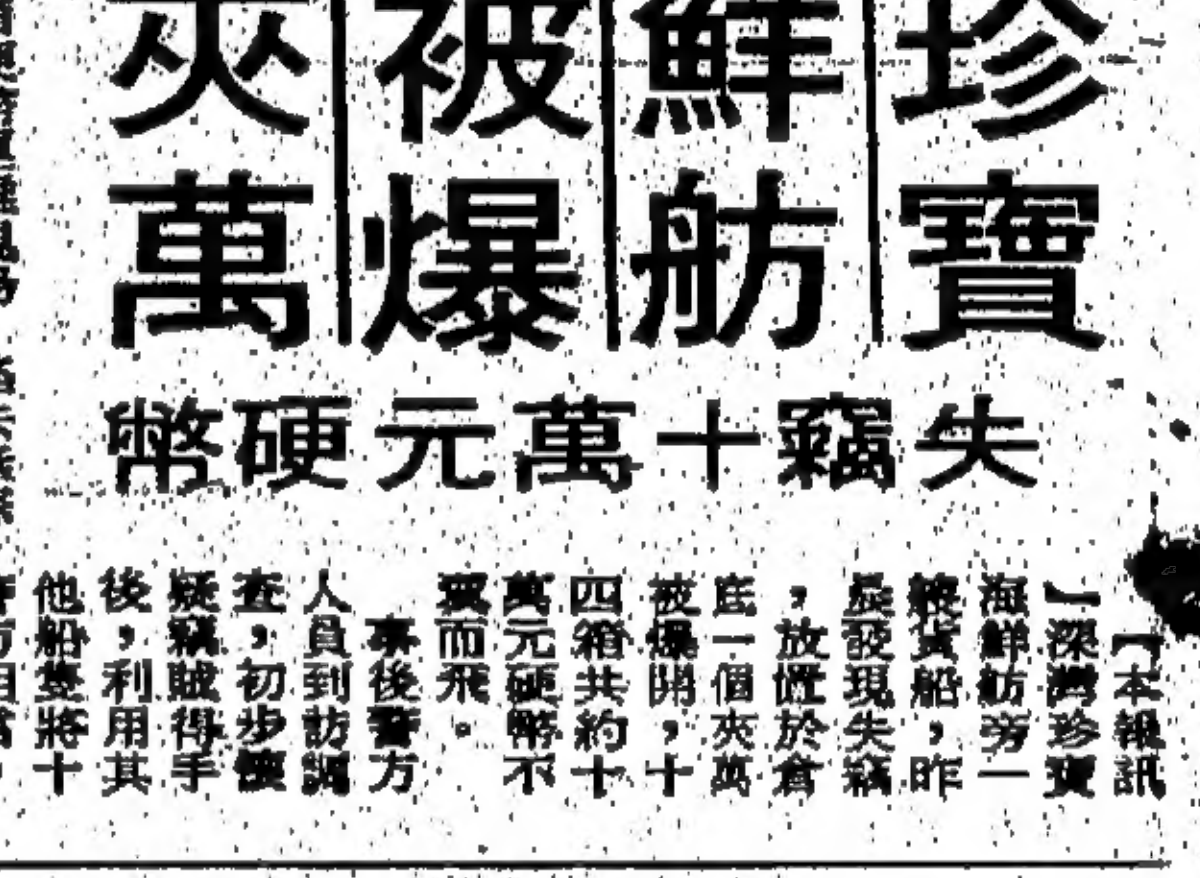 珍寶
鮮舫
被爆
夾萬
失竊十萬元硬幣
【本報訊
】深灣珍寶
海鮮舫旁一
艘貨船,昨
晨發現失竊
,放置於倉
底一個夾萬
被爆開,十
四箱共約十
萬元硬幣不
翼而飛。
事後警方
人員到訪調
查,初步懷
疑竊賊得手
後,利用其
他船隻將十